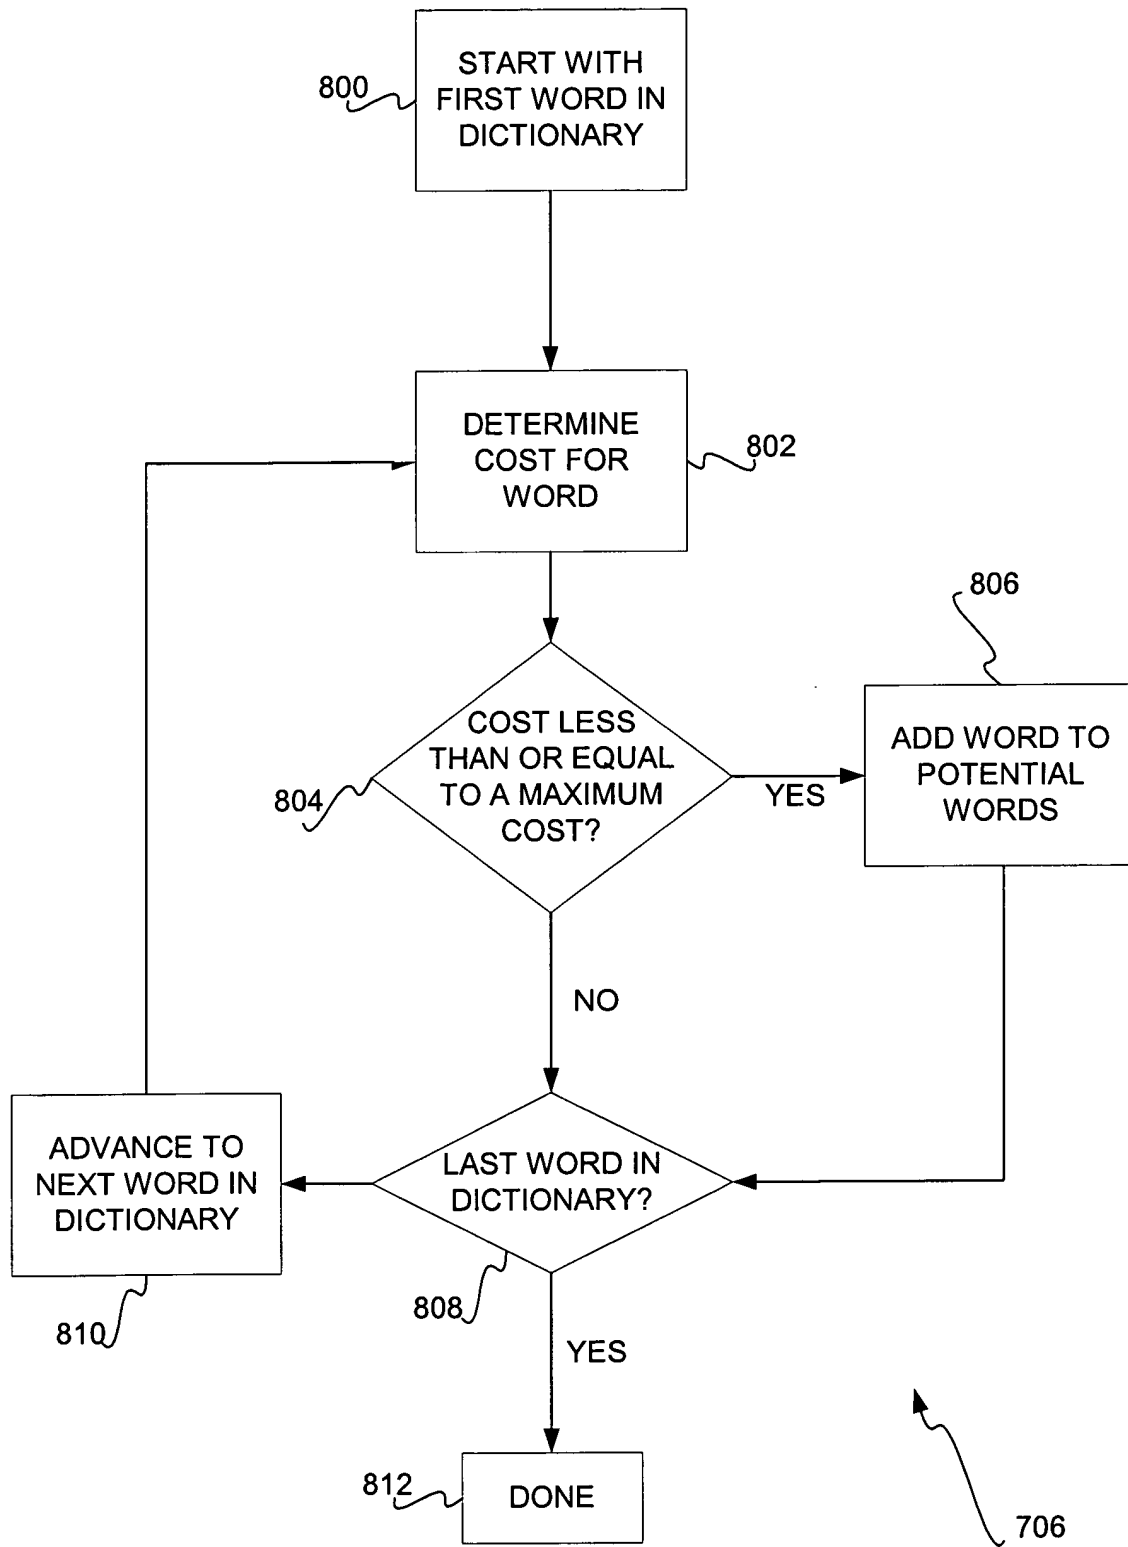 START WITH
FIRST WORD IN
DICTIONARY
800
DETERMINE
COST FOR
WORD
802
COST LESS
THAN OR EQUAL
TO A MAXIMUM
COST?
804
YES
806
ADD WORD TO
POTENTIAL
WORDS
NO
ADVANCE TO
NEXT WORD IN
DICTIONARY
810
LAST WORD IN
DICTIONARY?
808
YES
812
DONE
706